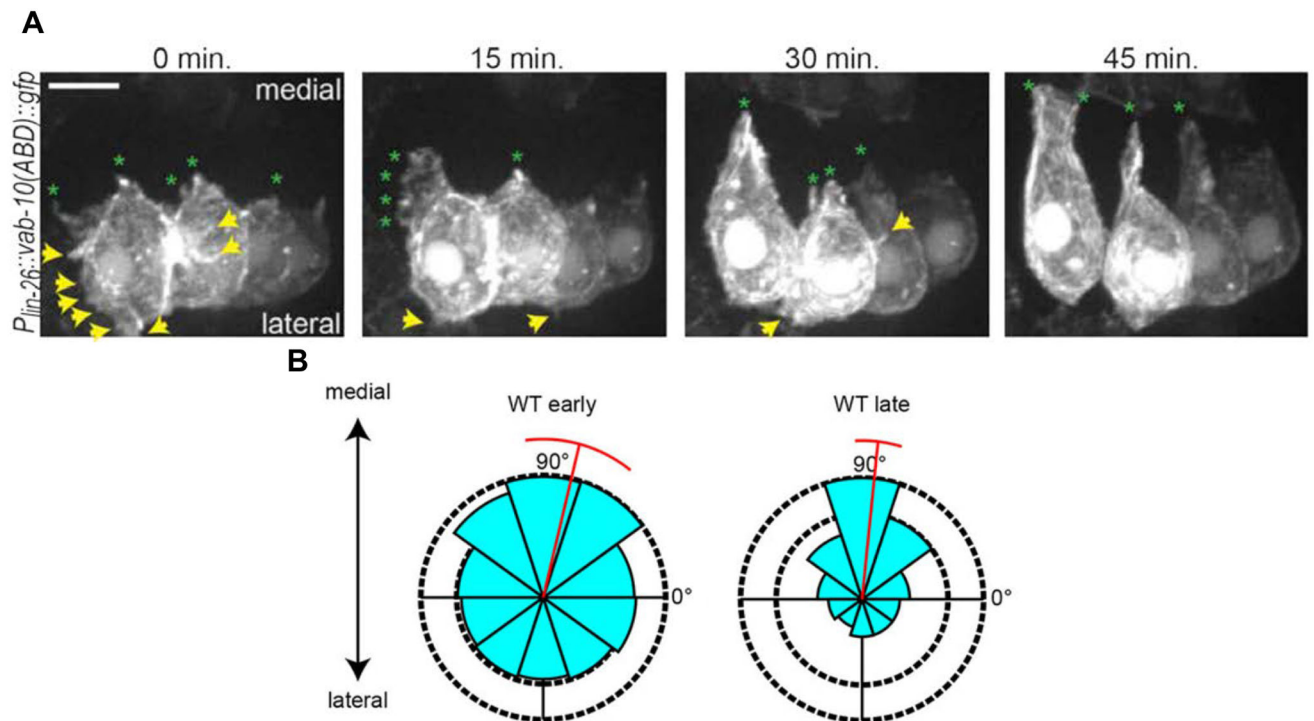 A
0 min. 15 min. 30 min. 45 min.
Plin-26::vab-10(ABD)::gfp
medial
lateral
B
medial
lateral
WT early
90°
0°
WT late
90°
0°